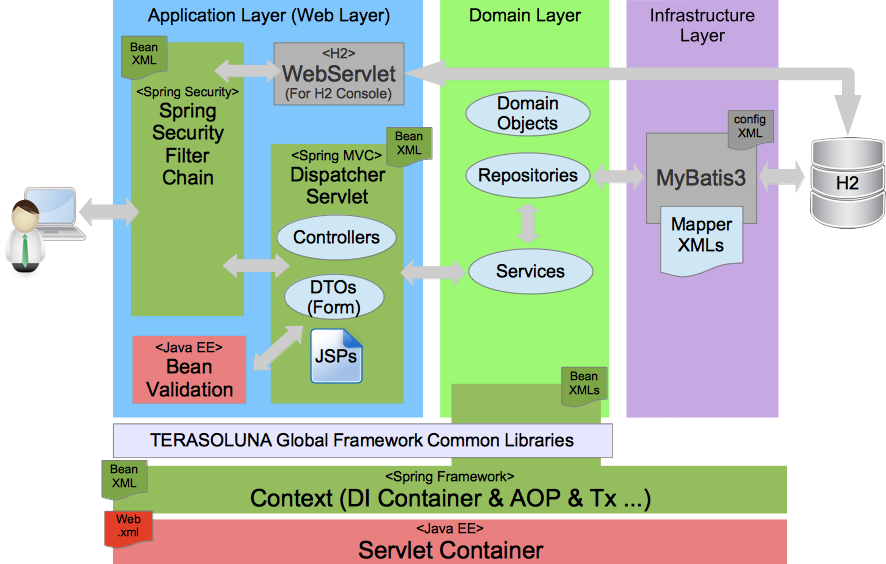 Application Layer (Web Layer)
Domain Layer
Infrastructure
Layer
Bean
XML
<Spring Security>
Spring
Security
Filter
Chain
<H2>
WebServlet
(For H2 Console)
Bean
XML
<Spring MVC>
Dispatcher
Servlet
Controllers
DTOs
(Form)
JSPs
<Java EE>
Bean
Validation
Domain
Objects
Repositories
Services
Bean
XMLs
config
XML
MyBatis3
Mapper
XMLs
H2
TERASOLUNA Global Framework Common Libraries
Bean
XML
<Spring Framework>
Context (DI Container & AOP & Tx ...)
Web
.xml
<Java EE>
Servlet Container